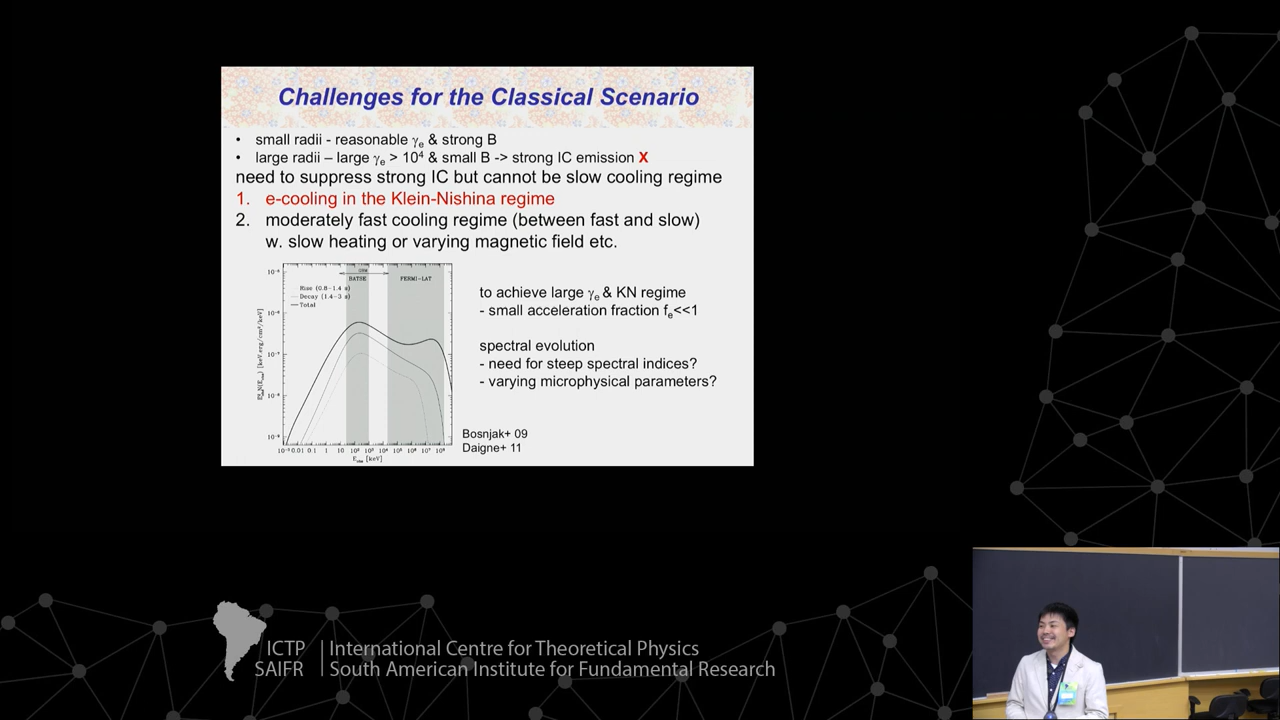 Challenges for the Classical Scenario
• small radii - reasonable γe & strong B
• large radii – large γe > 10⁴ & small B -> strong IC emission X
need to suppress strong IC but cannot be slow cooling regime
1. e-cooling in the Klein-Nishina regime
2. moderately fast cooling regime (between fast and slow)
w. slow heating or varying magnetic field etc.
BATSE FERMI-LAT
Rise (0.8-1.4 s)
Decay (1.4-3 s)
Total
to achieve large γe & KN regime
- small acceleration fraction fe<<1
spectral evolution
- need for steep spectral indices?
- varying microphysical parameters?
Bosnjak+ 09
Daigne+ 11
ICTP International Centre for Theoretical Physics
SAIFR South American Institute for Fundamental Research